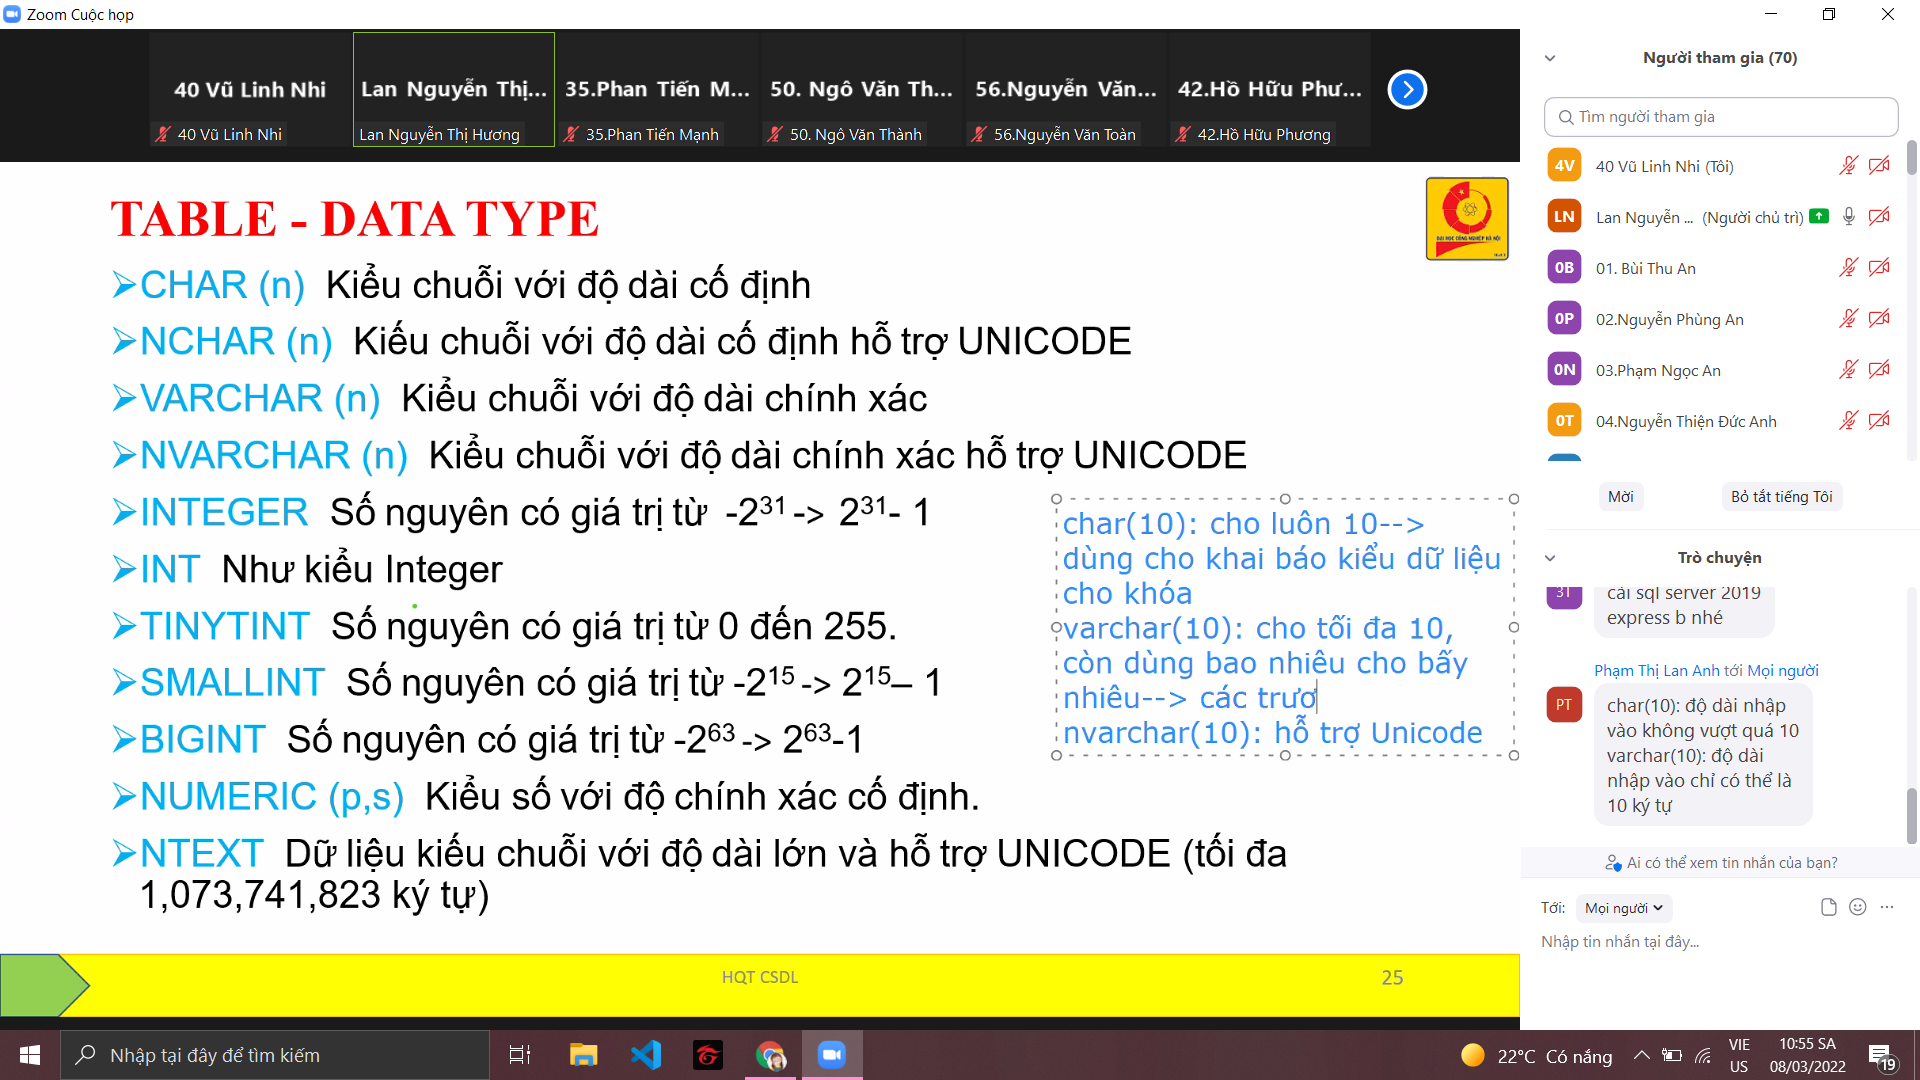 Zoom Cuộc họp
40 Vũ Linh Nhi
Lan Nguyễn Thị...
35.Phan Tiến M...
50. Ngô Văn Th...
56.Nguyễn Văn...
42.Hồ Hữu Phư...
40 Vũ Linh Nhi
Lan Nguyễn Thị Hương
35.Phan Tiến Mạnh
50. Ngô Văn Thành
56.Nguyễn Văn Toàn
42.Hồ Hữu Phương
TABLE - DATA TYPE
ĐẠI HỌC CÔNG NGHIỆP HÀ NỘI
CHAR (n) Kiểu chuỗi với độ dài cố định
NCHAR (n) Kiểu chuỗi với độ dài cố định hỗ trợ UNICODE
VARCHAR (n) Kiểu chuỗi với độ dài chính xác
NVARCHAR (n) Kiểu chuỗi với độ dài chính xác hỗ trợ UNICODE
INTEGER Số nguyên có giá trị từ -2³¹ -> 2³¹- 1
INT Như kiểu Integer
TINYTINT Số nguyên có giá trị từ 0 đến 255.
SMALLINT Số nguyên có giá trị từ -2¹⁵ -> 2¹⁵– 1
BIGINT Số nguyên có giá trị từ -2⁶³ -> 2⁶³-1
NUMERIC (p,s) Kiểu số với độ chính xác cố định.
NTEXT Dữ liệu kiểu chuỗi với độ dài lớn và hỗ trợ UNICODE (tối đa
1,073,741,823 ký tự)
char(10): cho luôn 10-->
dùng cho khai báo kiểu dữ liệu
cho khóa
varchar(10): cho tối đa 10,
còn dùng bao nhiêu cho bấy
nhiêu--> các trươ
nvarchar(10): hỗ trợ Unicode
HQT CSDL
25
Người tham gia (70)
Tìm người tham gia
4V 40 Vũ Linh Nhi (Tôi)
LN Lan Nguyễn ... (Người chủ trì)
0B 01. Bùi Thu An
0P 02.Nguyễn Phùng An
0N 03.Phạm Ngọc An
0T 04.Nguyễn Thiện Đức Anh
Mời
Bỏ tắt tiếng Tôi
Trò chuyện
3T
cài sql server 2019
express b nhé
Phạm Thị Lan Anh tới Mọi người
PT
char(10): độ dài nhập
vào không vượt quá 10
varchar(10): độ dài
nhập vào chỉ có thể là
10 ký tự
Ai có thể xem tin nhắn của bạn?
Tới: Mọi người
Nhập tin nhắn tại đây...
Nhập tại đây để tìm kiếm
22°C Có nắng
VIE
US
10:55 SA
08/03/2022
19